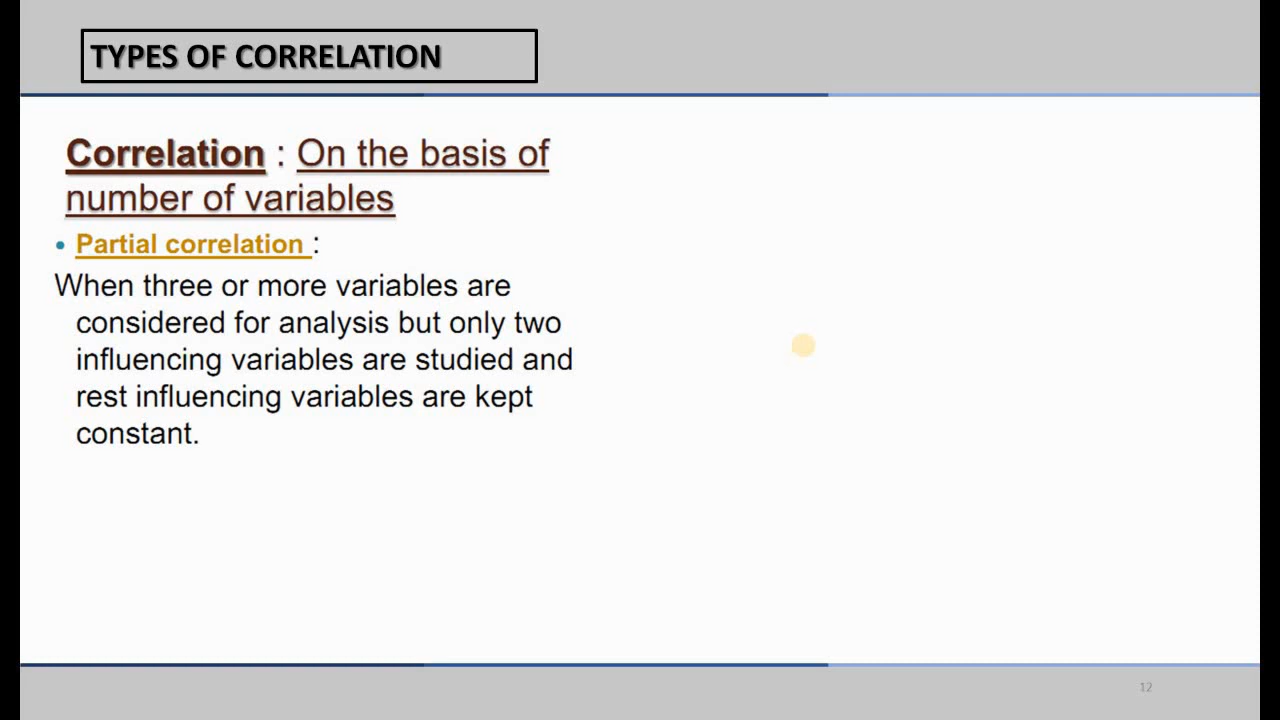 TYPES OF CORRELATION
Correlation : On the basis of
number of variables
• Partial correlation :
When three or more variables are
considered for analysis but only two
influencing variables are studied and
rest influencing variables are kept
constant.
12